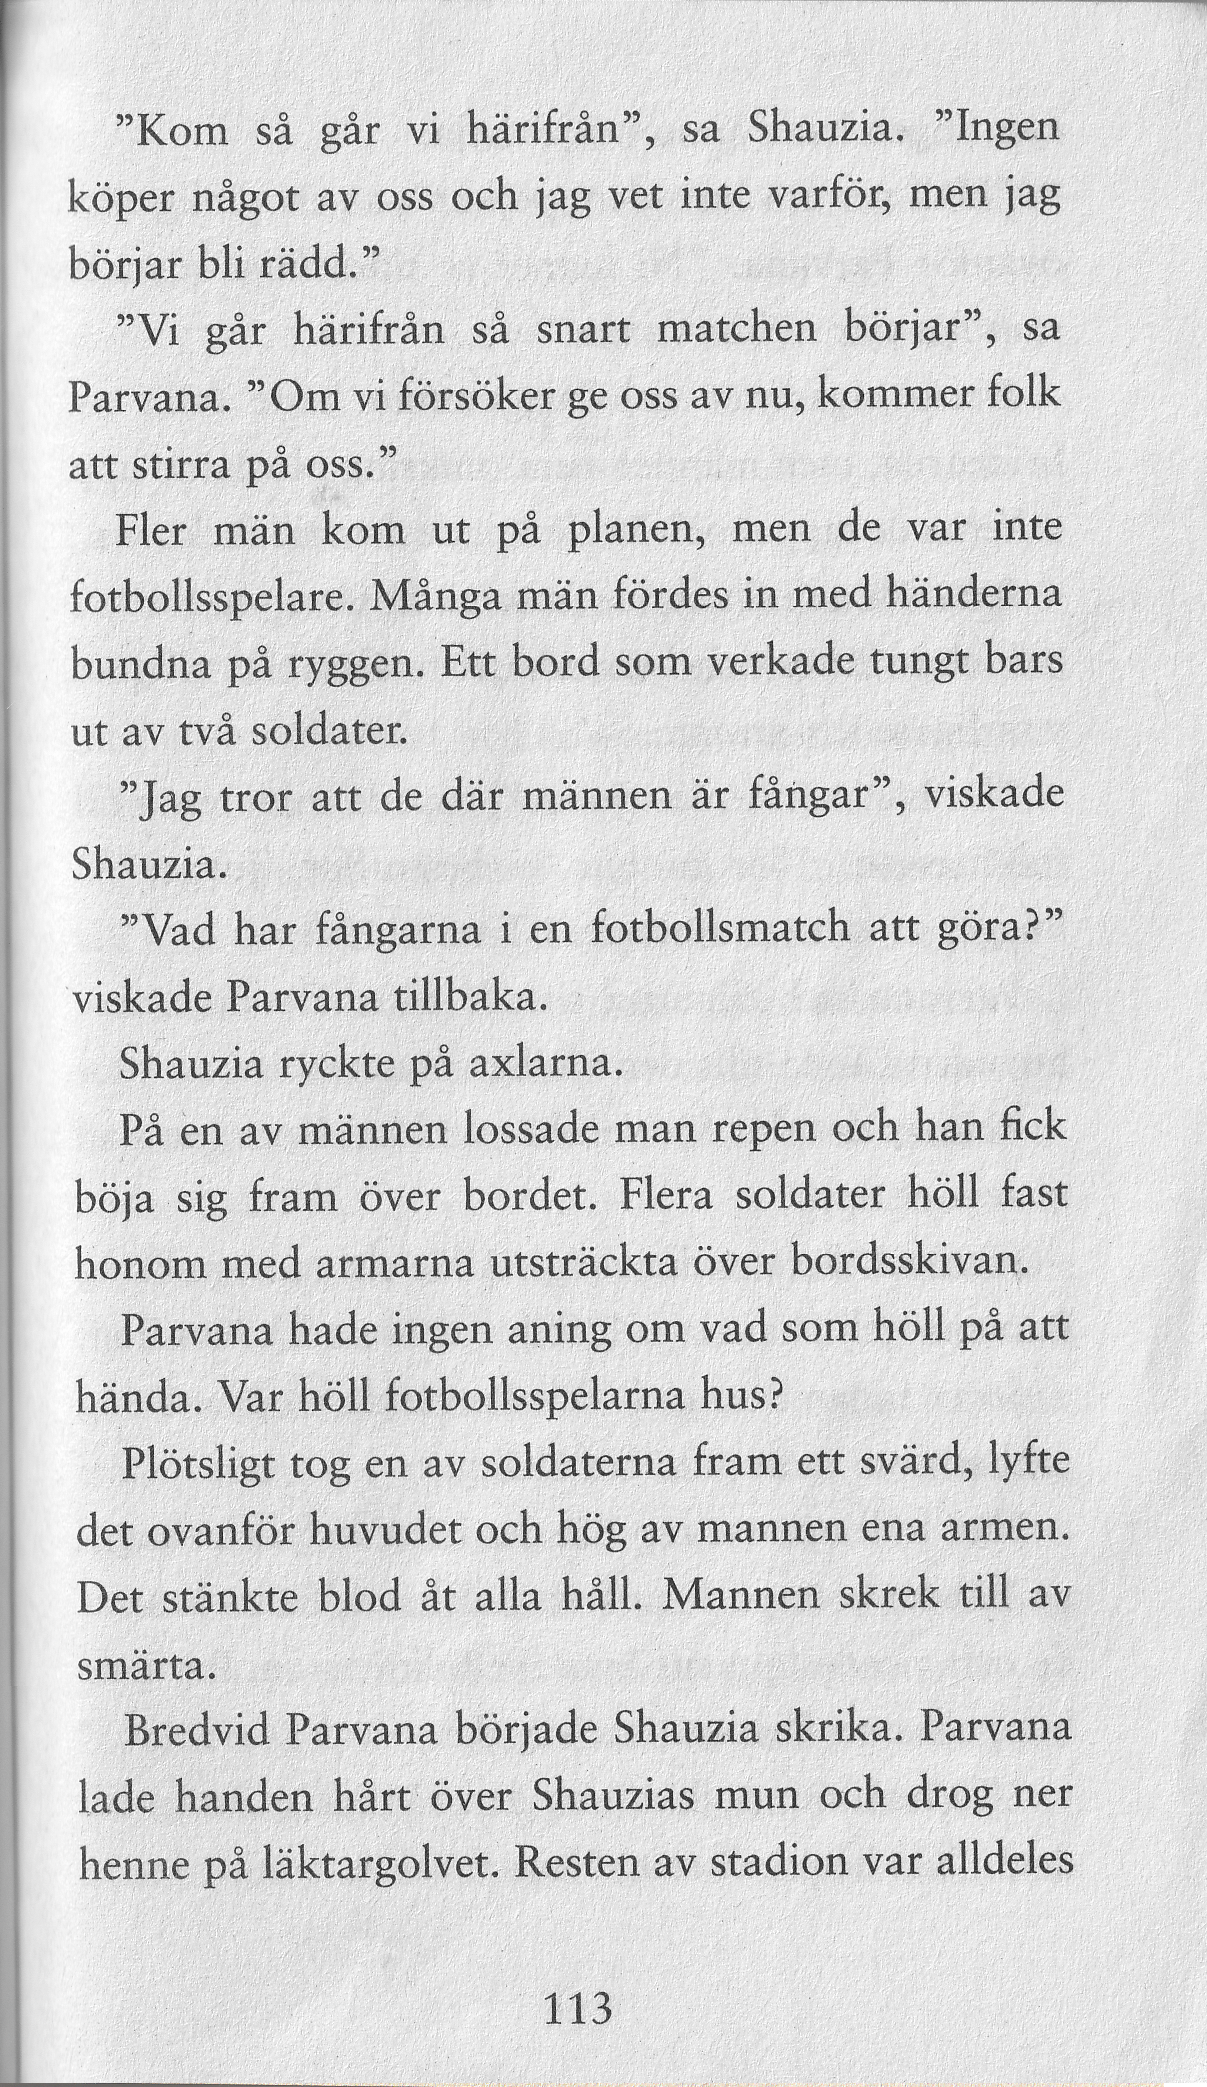 ”Kom så går vi härifrån”, sa Shauzia. ”Ingen
köper något av oss och jag vet inte varför, men jag
börjar bli rädd.”
”Vi går härifrån så snart matchen börjar”, sa
Parvana. ”Om vi försöker ge oss av nu, kommer folk
att stirra på oss.”
Fler män kom ut på planen, men de var inte
fotbollsspelare. Många män fördes in med händerna
bundna på ryggen. Ett bord som verkade tungt bars
ut av två soldater.
”Jag tror att de där männen är fångar”, viskade
Shauzia.
”Vad har fångarna i en fotbollsmatch att göra?”
viskade Parvana tillbaka.
Shauzia ryckte på axlarna.
På en av männen lossade man repen och han fick
böja sig fram över bordet. Flera soldater höll fast
honom med armarna utsträckta över bordsskivan.
Parvana hade ingen aning om vad som höll på att
hända. Var höll fotbollsspelarna hus?
Plötsligt tog en av soldaterna fram ett svärd, lyfte
det ovanför huvudet och hög av mannen ena armen.
Det stänkte blod åt alla håll. Mannen skrek till av
smärta.
Bredvid Parvana började Shauzia skrika. Parvana
lade handen hårt över Shauzias mun och drog ner
henne på läktargolvet. Resten av stadion var alldeles
113